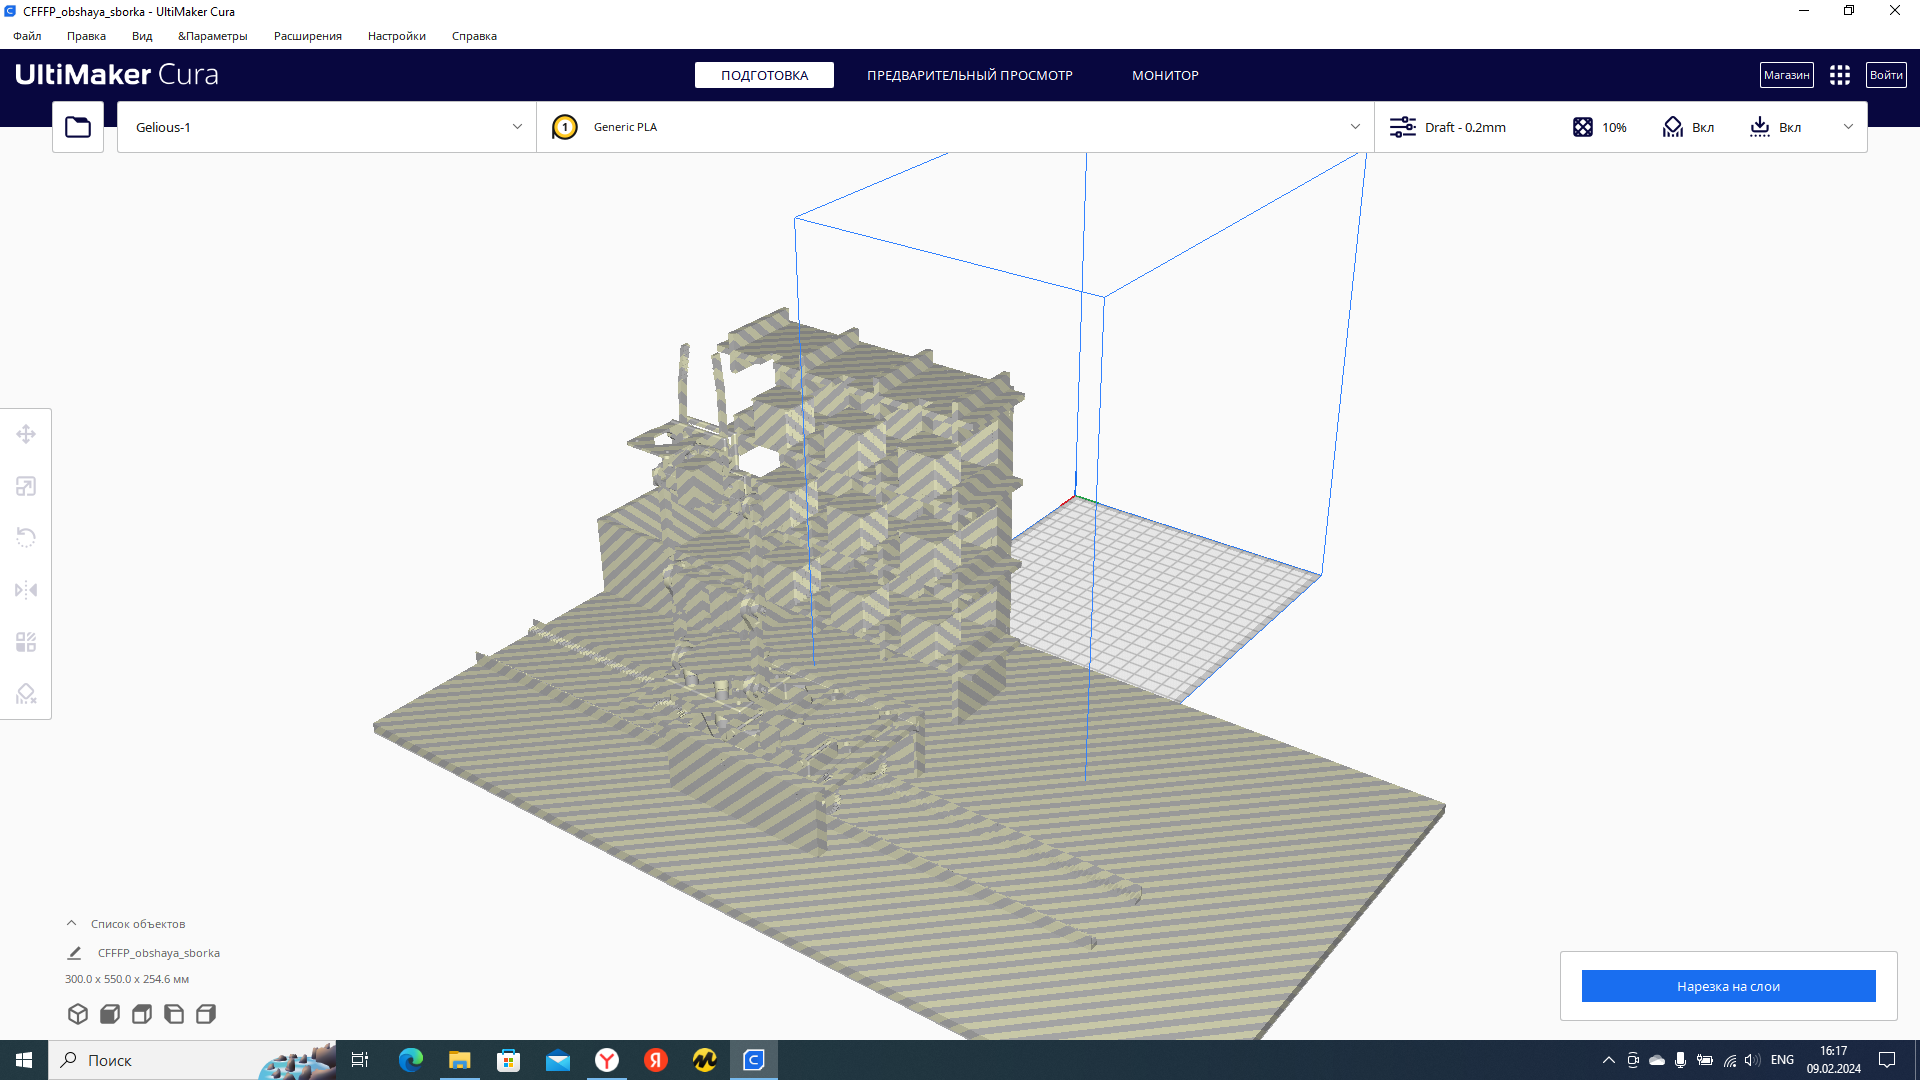 CFFFP_obshaya_sborka - UltiMaker Cura
Файл Правка Вид &Параметры Расширения Настройки Справка
UltiMaker Cura
ПОДГОТОВКА ПРЕДВАРИТЕЛЬНЫЙ ПРОСМОТР МОНИТОР
Магазин Войти
Gelious-1 1 Generic PLA Draft - 0.2mm 10% Вкл Вкл
Список объектов
CFFFP_obshaya_sborka
300.0 x 550.0 x 254.6 мм
Нарезка на слои
Поиск
ENG
16:17
09.02.2024